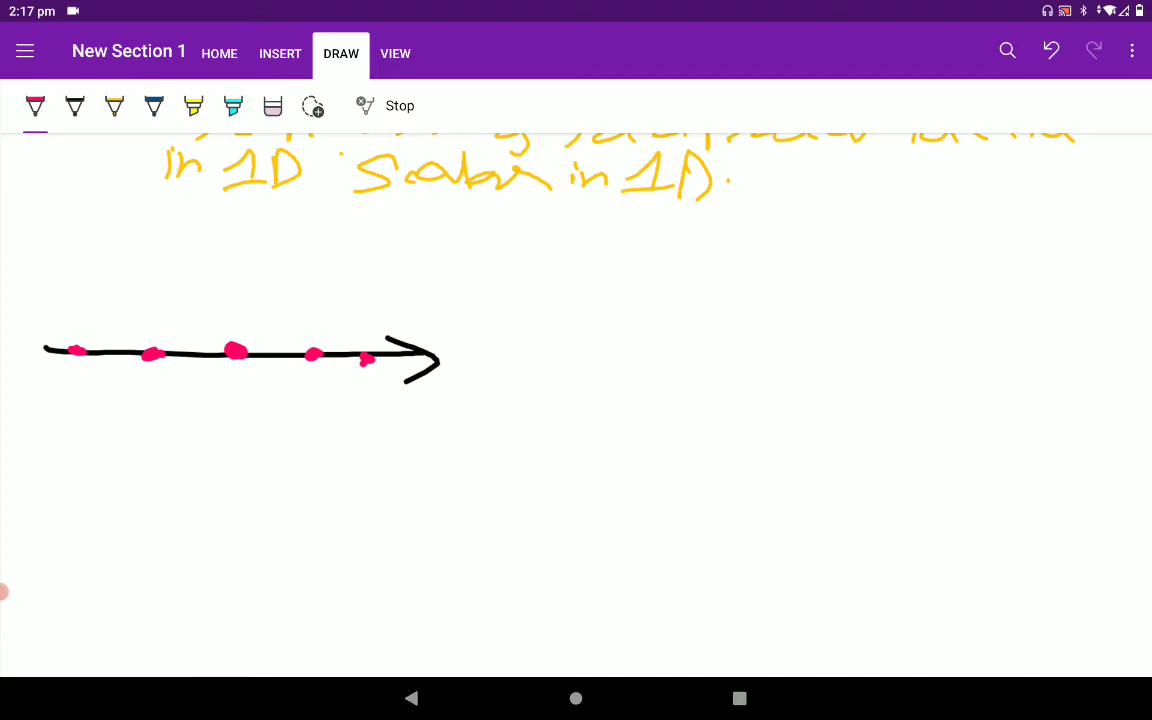 2:17 pm
New Section 1 HOME INSERT DRAW VIEW
Stop
in 1D Scalar in 1D.